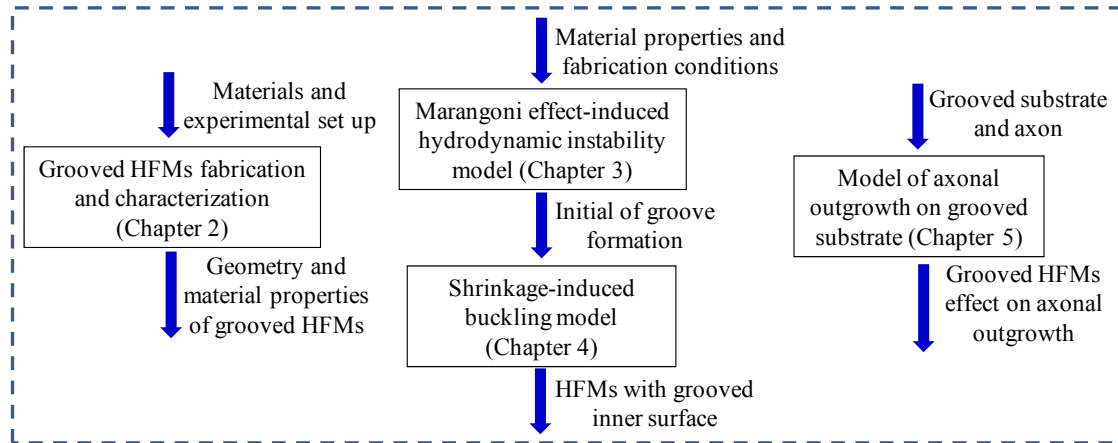 Materials and
experimental set up
Grooved HFMs fabrication
and characterization
(Chapter 2)
Geometry and
material properties
of grooved HFMs
Material properties and
fabrication conditions
Marangoni effect-induced
hydrodynamic instability
model (Chapter 3)
Initial of groove
formation
Shrinkage-induced
buckling model
(Chapter 4)
HFMs with grooved
inner surface
Grooved substrate
and axon
Model of axonal
outgrowth on grooved
substrate (Chapter 5)
Grooved HFMs
effect on axonal
outgrowth